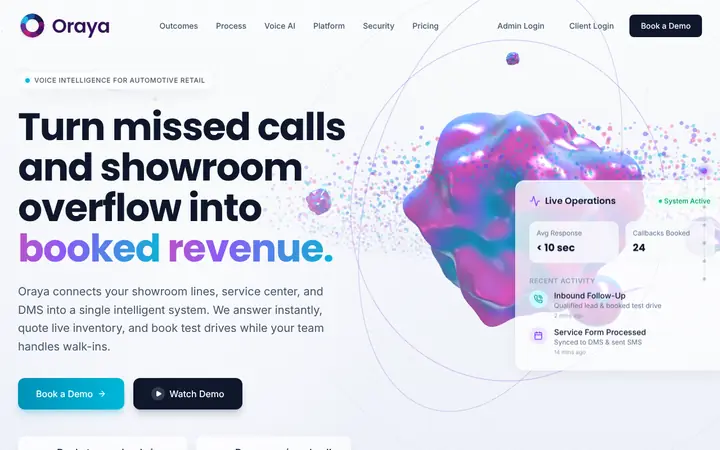 Oraya
Outcomes Process Voice AI Platform Security Pricing Admin Login Client Login Book a Demo
VOICE INTELLIGENCE FOR AUTOMOTIVE RETAIL
Turn missed calls
and showroom
overflow into
booked revenue.
Oraya connects your showroom lines, service center, and
DMS into a single intelligent system. We answer instantly,
quote live inventory, and book test drives while your team
handles walk-ins.
Book a Demo →
Watch Demo
Live Operations
System Active
Avg Response
< 10 sec
Callbacks Booked
24
RECENT ACTIVITY
Inbound Follow-Up
Qualified lead & booked test drive
2 mins ago
Service Form Processed
Synced to DMS & sent SMS
14 mins ago